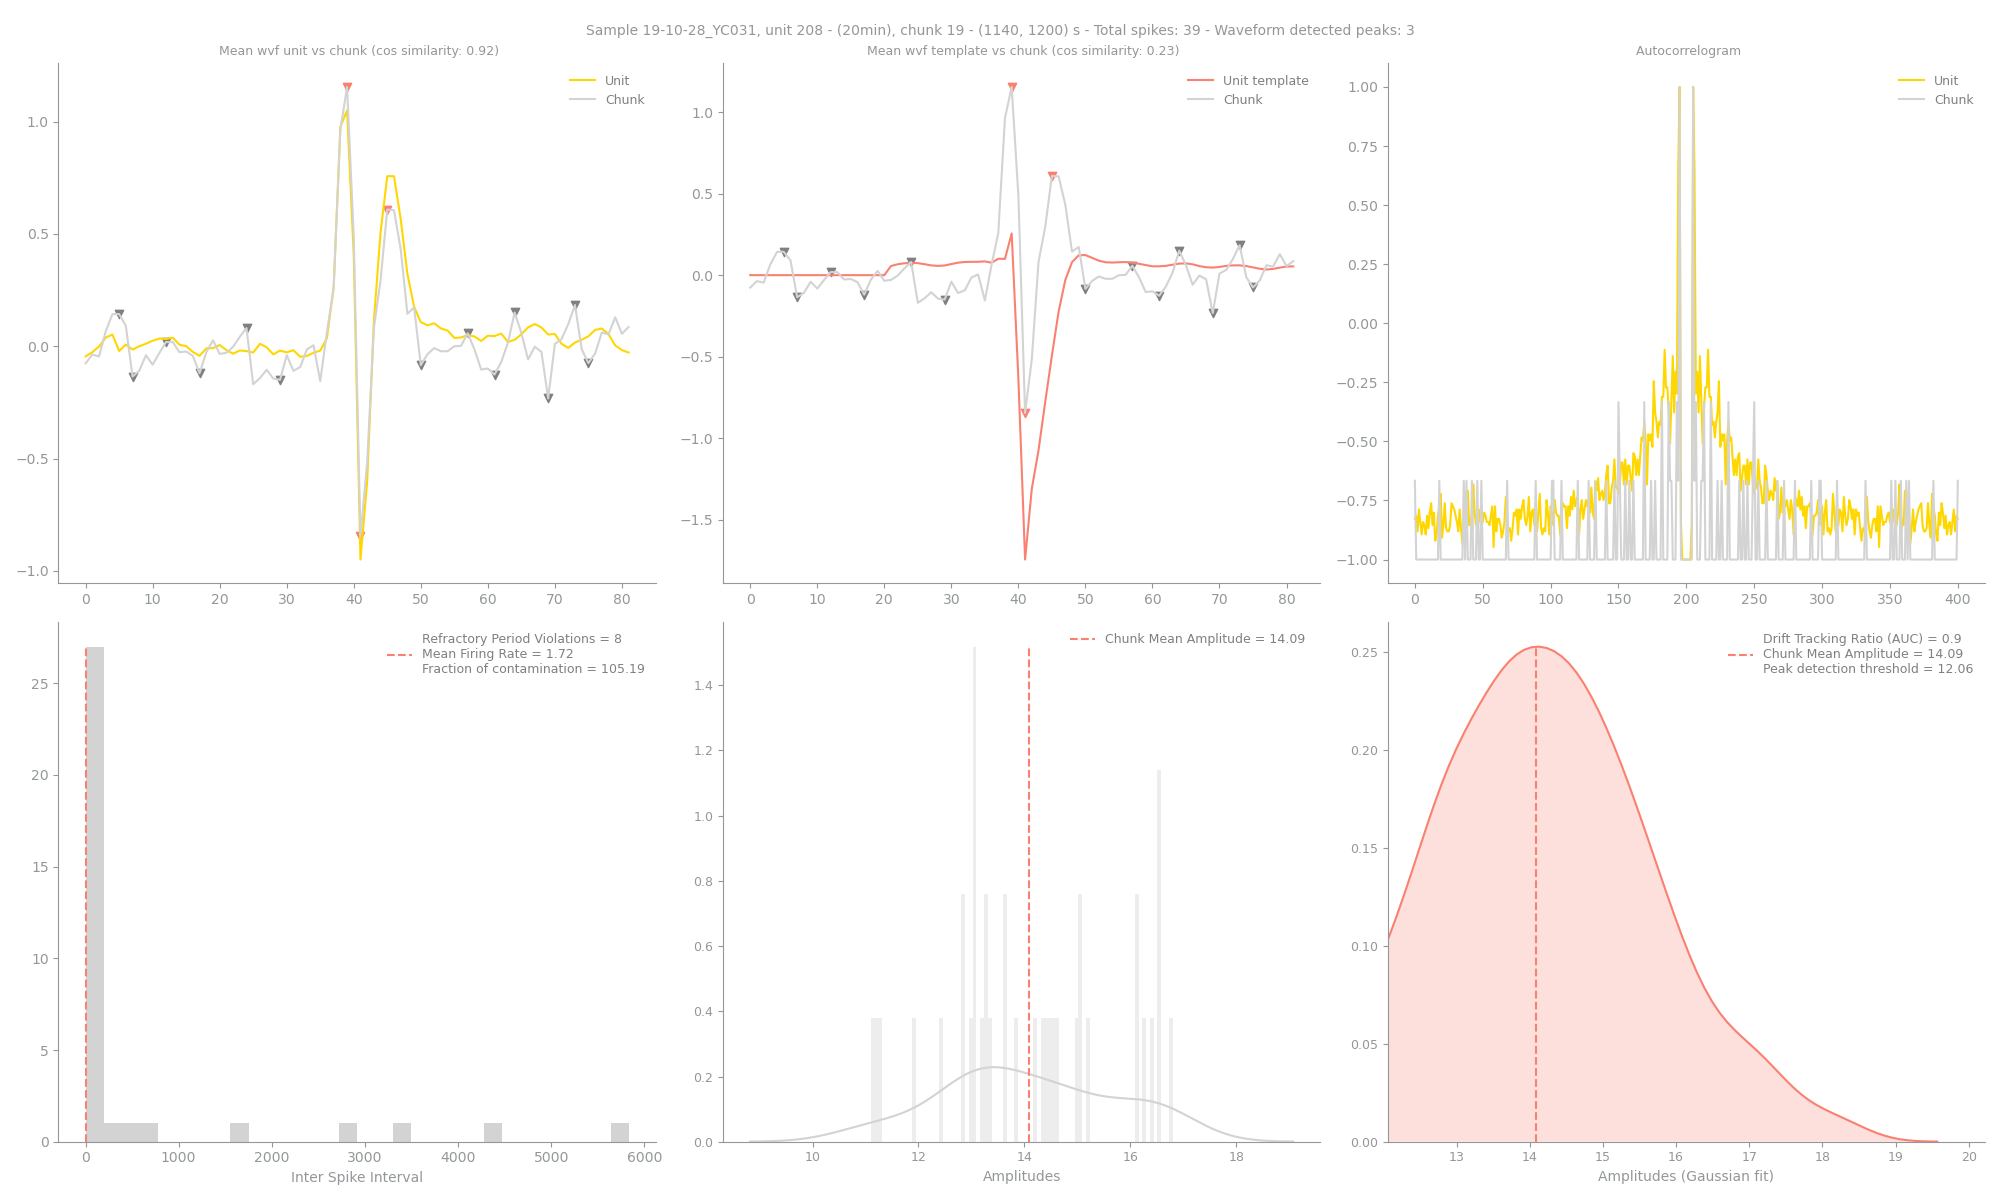 Sample 19-10-28_YC031, unit 208 - (20min), chunk 19 - (1140, 1200) s - Total spikes: 39 - Waveform detected peaks: 3
Mean wvf unit vs chunk (cos similarity: 0.92)
Unit
Chunk
1.0
0.5
0.0
−0.5
−1.0
0 10 20 30 40 50 60 70 80
Mean wvf template vs chunk (cos similarity: 0.23)
Unit template
Chunk
1.0
0.5
0.0
−0.5
−1.0
−1.5
0 10 20 30 40 50 60 70 80
Autocorrelogram
Unit
Chunk
1.00
0.75
0.50
0.25
0.00
−0.25
−0.50
−0.75
−1.00
0 50 100 150 200 250 300 350 400
Refractory Period Violations = 8
Mean Firing Rate = 1.72
Fraction of contamination = 105.19
25
20
15
10
5
0
0 1000 2000 3000 4000 5000 6000
Inter Spike Interval
Chunk Mean Amplitude = 14.09
1.4
1.2
1.0
0.8
0.6
0.4
0.2
0.0
10 12 14 16 18
Amplitudes
Drift Tracking Ratio (AUC) = 0.9
Chunk Mean Amplitude = 14.09
Peak detection threshold = 12.06
0.25
0.20
0.15
0.10
0.05
0.00
13 14 15 16 17 18 19 20
Amplitudes (Gaussian fit)